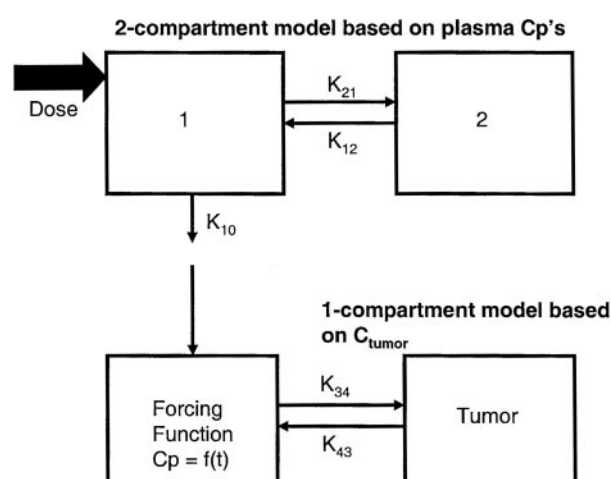 2-compartment model based on plasma Cp's
Dose
1
K21
K12
2
K10
1-compartment model based
on Ctumor
Forcing
Function
Cp = f(t)
K34
K43
Tumor